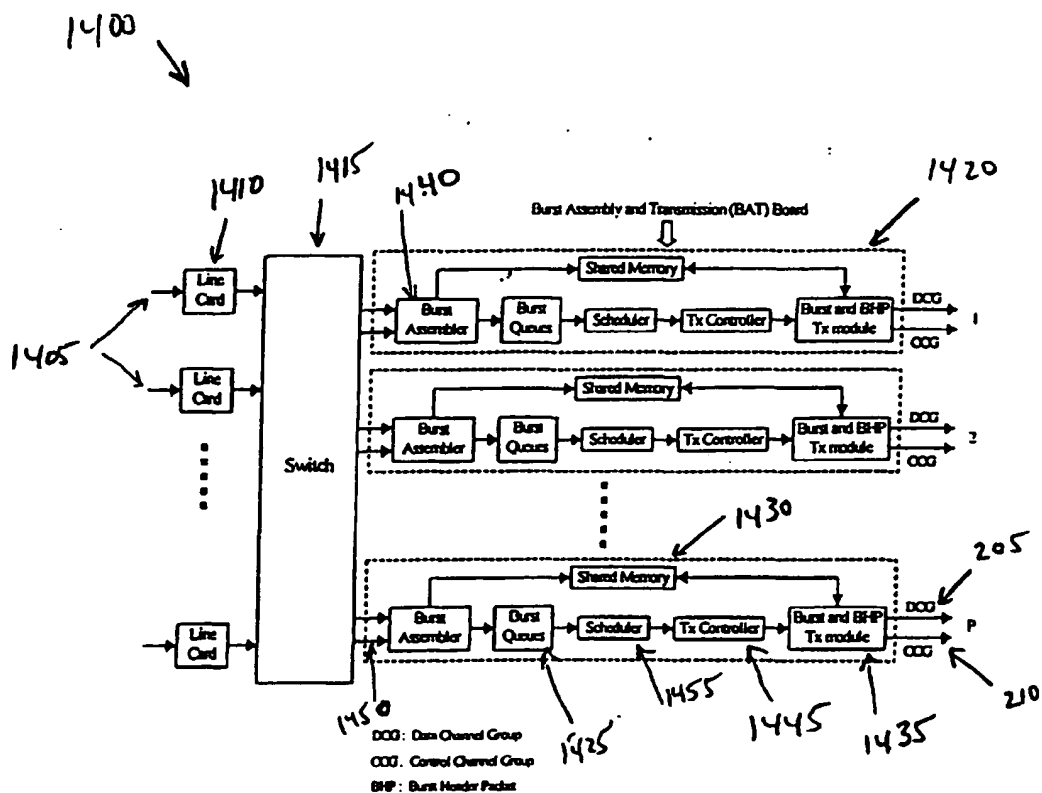 1400
1410
1415
1440
1420
Burst Assembly and Transmission (BAT) Board
Shared Memory
Line Card
Burst Assembler
Burst Queues
Scheduler
Tx Controller
Burst and BHP Tx module
DCG
CCG
1
1405
Line Card
Shared Memory
Burst Assembler
Burst Queues
Scheduler
Tx Controller
Burst and BHP Tx module
DCG
CCG
2
Switch
1430
205
Shared Memory
Line Card
Burst Assembler
Burst Queues
Scheduler
Tx Controller
Burst and BHP Tx module
DCG
CCG
P
1450
1425
1455
1445
1435
210
DCG: Data Channel Group
CCG: Control Channel Group
BHP: Burst Header Packet